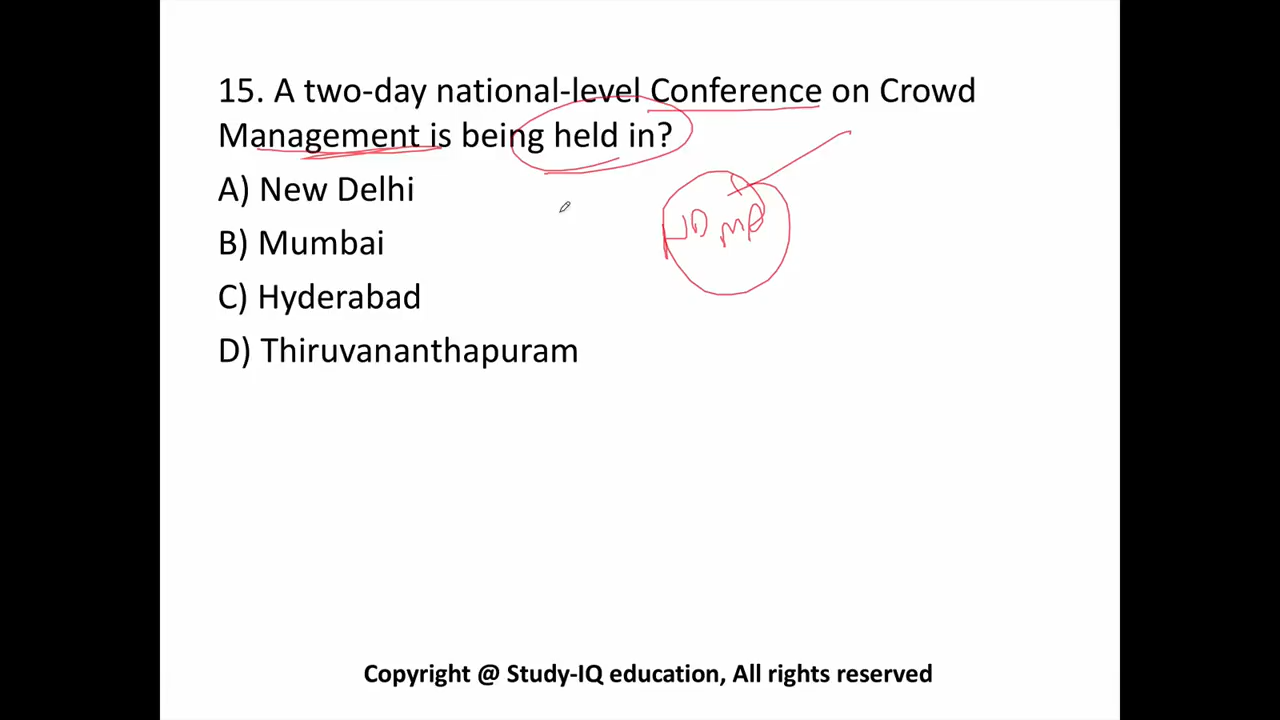 15. A two-day national-level Conference on Crowd
Management is being held in?
A) New Delhi
NDMA
B) Mumbai
C) Hyderabad
D) Thiruvananthapuram
Copyright @ Study-IQ education, All rights reserved